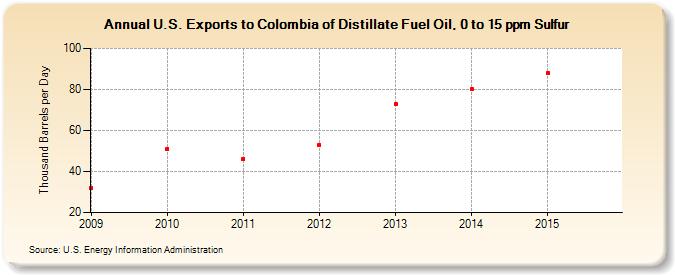 Annual U.S. Exports to Colombia of Distillate Fuel Oil, 0 to 15 ppm Sulfur
Thousand Barrels per Day
100
80
60
40
20
2009 2010 2011 2012 2013 2014 2015
Source: U.S. Energy Information Administration